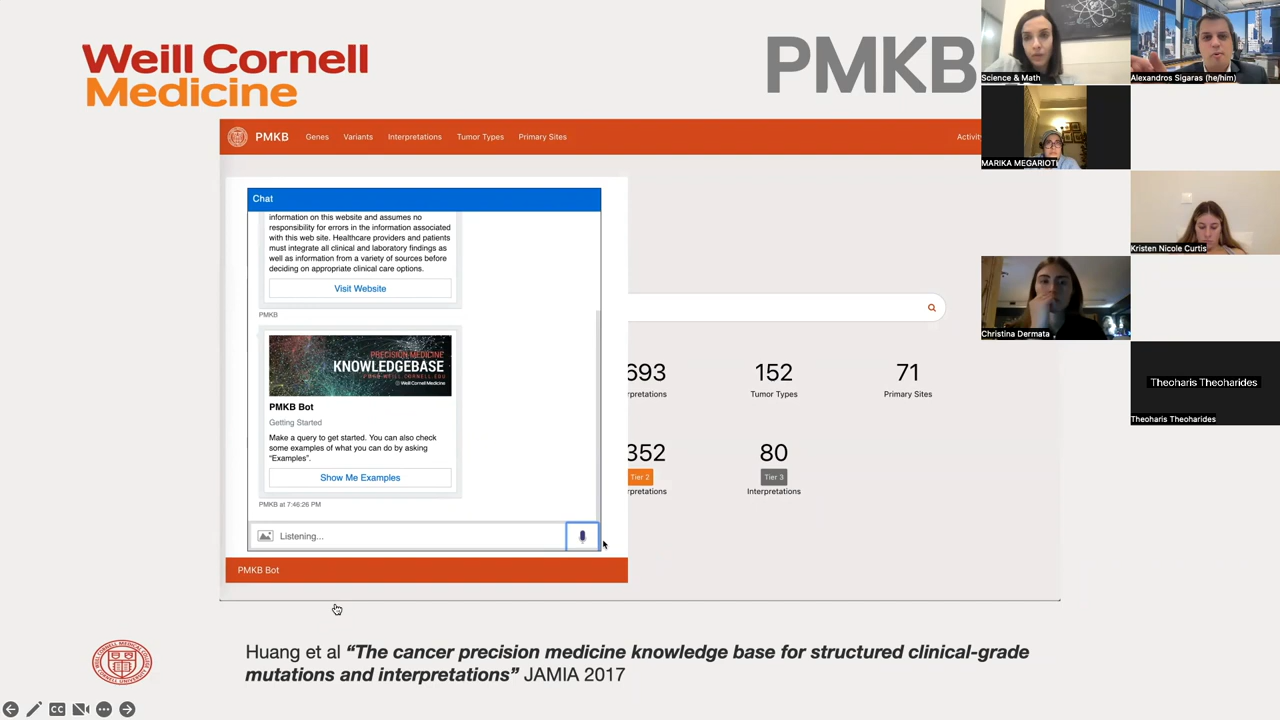 Weill Cornell
Medicine
PMKB
PMKB
Genes
Variants
Interpretations
Tumor Types
Primary Sites
Chat
information on this website and assumes no
responsibility for errors in the information associated
with this web site. Healthcare providers and patients
must integrate all clinical and laboratory findings as
well as information from a variety of sources before
deciding on appropriate clinical care options.
Visit Website
PMKB
PRECISION MEDICINE
KNOWLEDGEBASE
Weill Cornell Medicine
PMKB Bot
Getting Started
Make a query to get started. You can also check
some examples of what you can do by asking
“Examples”.
Show Me Examples
PMKB at 7:46:26 PM
Listening...
PMKB Bot
693
pretations
152
Tumor Types
71
Primary Sites
352
Tier 2
rpretations
80
Tier 3
Interpretations
Science & Math
Alexandros Sigaras (he/him)
MARIKA MEGARIOTI
Kristen Nicole Curtis
Christina Dermata
Theoharis Theoharides
Theoharis Theoharides
Huang et al “The cancer precision medicine knowledge base for structured clinical-grade
mutations and interpretations” JAMIA 2017
CC